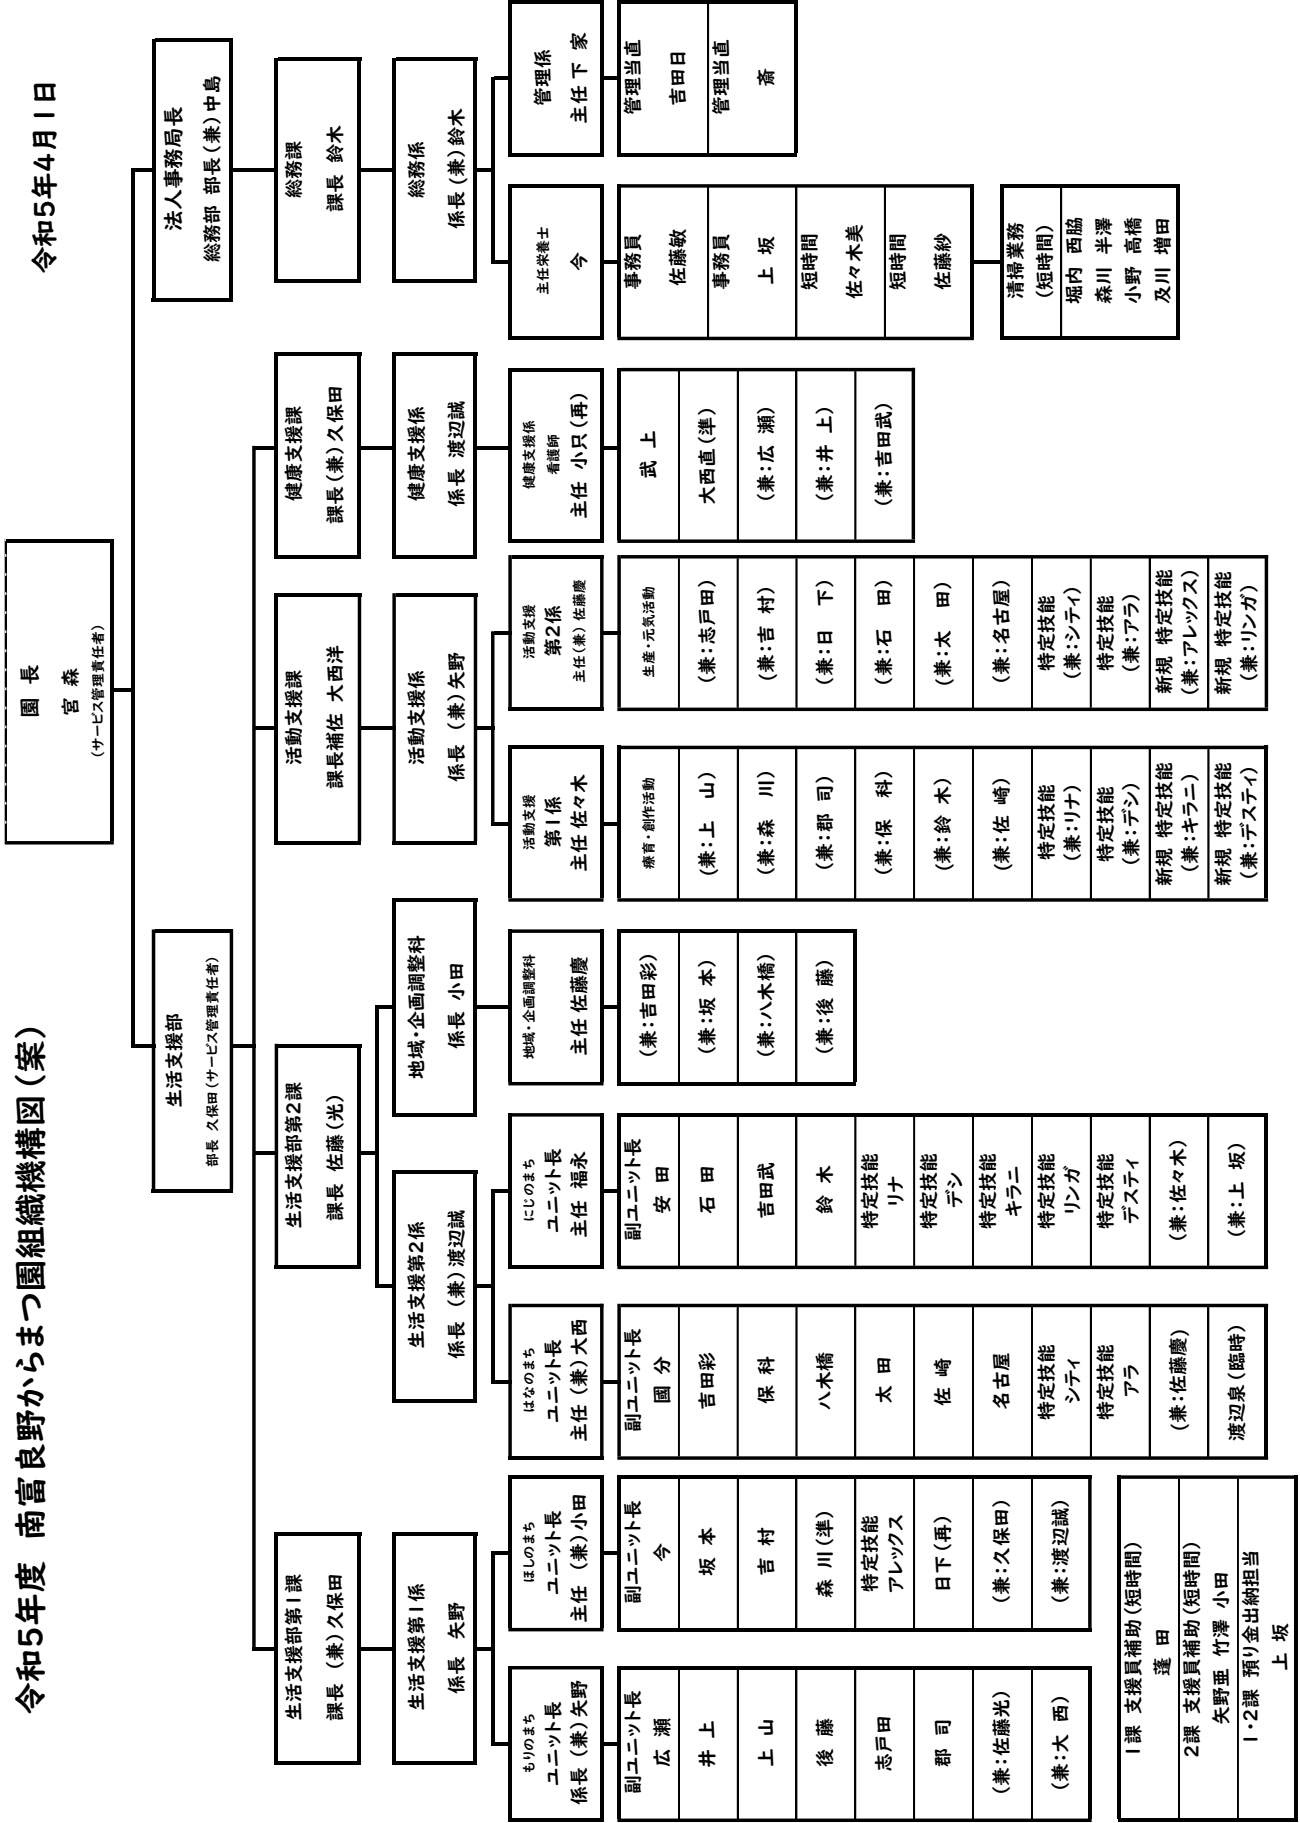 令和5年度 南富良野からまつ園組織機構図(案)
令和5年4月1日
園 長
宮 森
(サービス管理責任者)
生活支援部
部長 久保田(サービス管理責任者)
法人事務局長
総務部 部長(兼)中島
生活支援部第1課
課長 (兼)久保田
生活支援部第2課
課長 佐藤(光)
活動支援課
課長補佐 大西洋
健康支援課
課長(兼)久保田
総務課
課長 鈴木
生活支援第1係
係長 矢野
生活支援第2係
係長 (兼)渡辺誠
地域・企画調整科
係長 小田
活動支援係
係長 (兼)矢野
健康支援係
係長 渡辺誠
総務係
係長(兼)鈴木
もりのまち
ユニット長
係長(兼)矢野
副ユニット長
広 瀬
井 上
上 山
後 藤
志戸田
郡 司
(兼:佐藤光)
(兼:大 西)
ほしのまち
ユニット長
主任 (兼)小田
副ユニット長
今
坂 本
吉 村
森 川(準)
特定技能
アレックス
日下(再)
(兼:久保田)
(兼:渡辺誠)
はなのまち
ユニット長
主任(兼)大西
副ユニット長
國 分
吉田彩
保 科
八木橋
太 田
佐 崎
名古屋
特定技能
シティ
特定技能
アラ
(兼:佐藤慶)
渡辺泉(臨時)
にじのまち
ユニット長
主任 福永
副ユニット長
安 田
石 田
吉田武
鈴 木
特定技能
リナ
特定技能
デシ
特定技能
キラニ
特定技能
リンガ
特定技能
デスティ
(兼:佐々木)
(兼:上 坂)
地域・企画調整科
主任 佐藤慶
(兼:吉田彩)
(兼:坂 本)
(兼:八木橋)
(兼:後 藤)
活動支援
第1係
主任 佐々木
療育・創作活動
(兼:上 山)
(兼:森 川)
(兼:郡 司)
(兼:保 科)
(兼:鈴 木)
(兼:佐 崎)
特定技能
(兼:リナ)
特定技能
(兼:デシ)
新規 特定技能
(兼:キラニ)
新規 特定技能
(兼:デスティ)
活動支援
第2係
主任(兼)佐藤慶
生産・元気活動
(兼:志戸田)
(兼:吉 村)
(兼:日 下)
(兼:石 田)
(兼:太 田)
(兼:名古屋)
特定技能
(兼:シティ)
特定技能
(兼:アラ)
新規 特定技能
(兼:アレックス)
新規 特定技能
(兼:リンガ)
健康支援係
看護師
主任 小只(再)
武 上
大西直(準)
(兼:広 瀬)
(兼:井 上)
(兼:吉田武)
主任栄養士
今
事務員
佐藤敏
事務員
上 坂
短時間
佐々木美
短時間
佐藤紗
清掃業務
(短時間)
堀内 西脇
森川 半澤
小野 高橋
及川 増田
管理係
主任 下 家
管理当直
吉田日
管理当直
斎
1課 支援員補助(短時間)
蓬 田
2課 支援員補助(短時間)
矢野亜 竹澤 小田
1・2課 預り金出納担当
上 坂